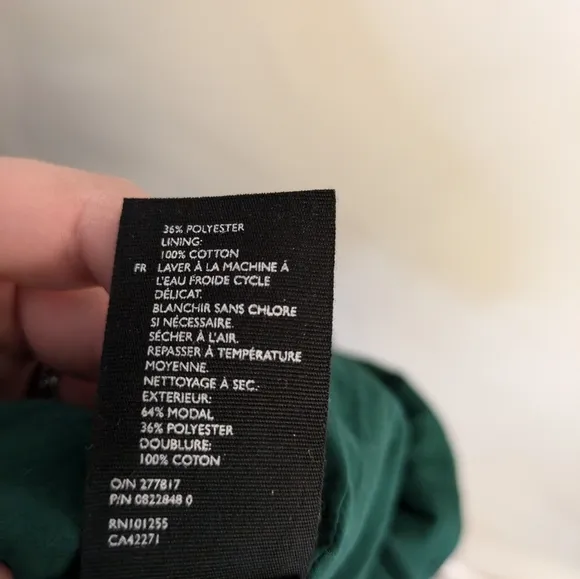 36% POLYESTER
LINING:
100% COTTON
FR LAVER À LA MACHINE À
L'EAU FROIDE CYCLE
DÉLICAT.
BLANCHIR SANS CHLORE
SI NÉCESSAIRE.
SÉCHER À L'AIR.
REPASSER À TEMPÉRATURE
MOYENNE.
NETTOYAGE À SEC.
EXTERIEUR:
64% MODAL
36% POLYESTER
DOUBLURE:
100% COTON
O/N 277817
P/N 0822848 0
RN101255
CA42271